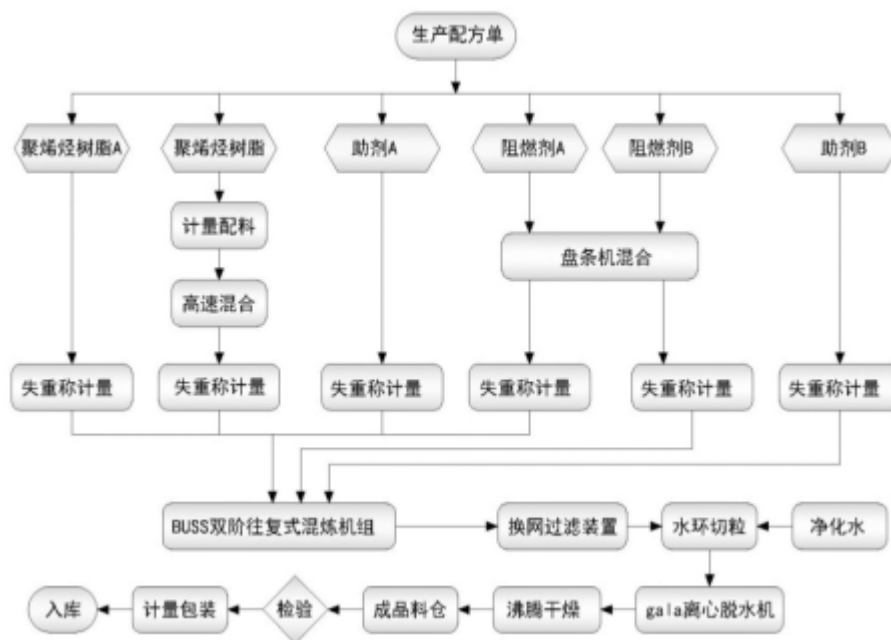 生产配方单
聚烯烃树脂A
聚烯烃树脂
助剂A
阻燃剂A
阻燃剂B
助剂B
计量配料
盘条机混合
高速混合
失重称计量
失重称计量
失重称计量
失重称计量
失重称计量
失重称计量
BUSS双阶往复式混炼机组
换网过滤装置
水环切粒
净化水
入库
计量包装
检验
成品料仓
沸腾干燥
gala离心脱水机